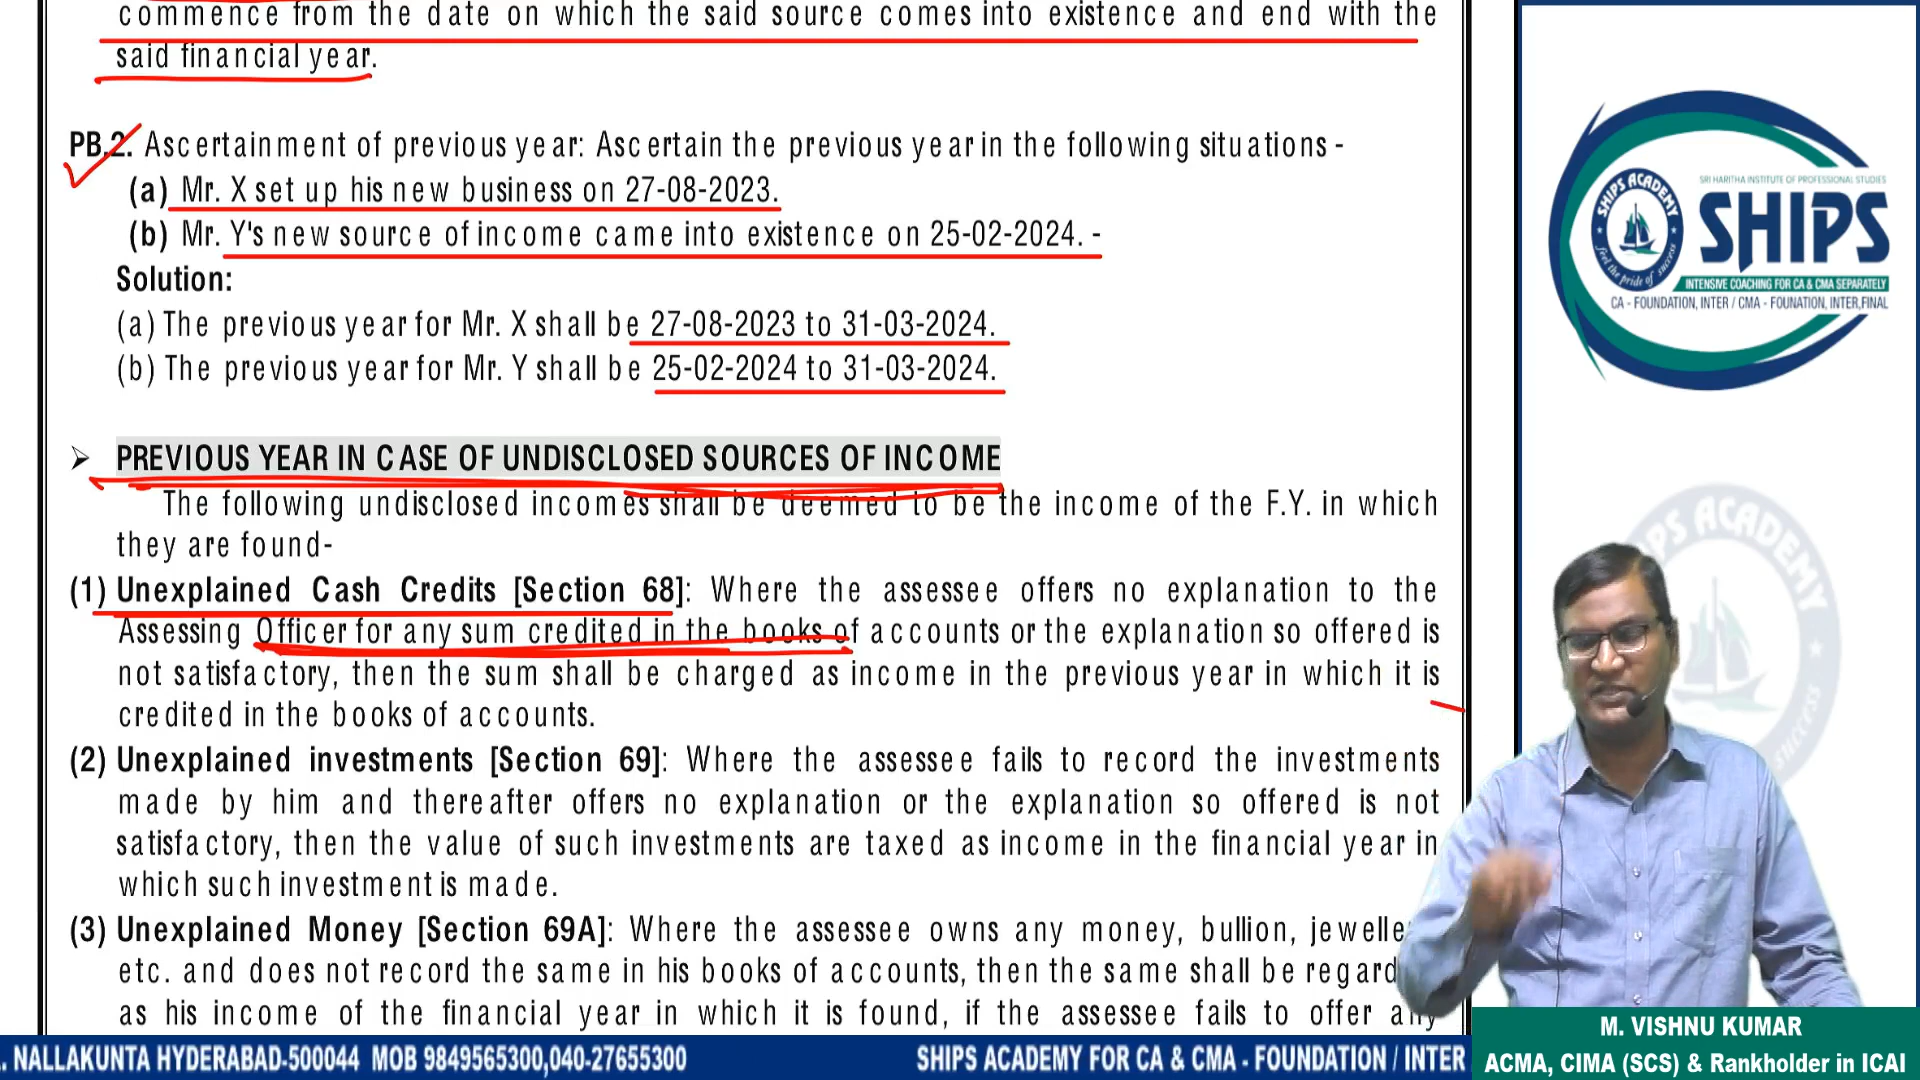 commence from the date on which the said source comes into existence and end with the
said financial year.
PB.2. Ascertainment of previous year: Ascertain the previous year in the following situations -
(a) Mr. X set up his new business on 27-08-2023.
(b) Mr. Y's new source of income came into existence on 25-02-2024. -
Solution:
(a) The previous year for Mr. X shall be 27-08-2023 to 31-03-2024.
(b) The previous year for Mr. Y shall be 25-02-2024 to 31-03-2024.
➢ PREVIOUS YEAR IN CASE OF UNDISCLOSED SOURCES OF INCOME
The following undisclosed incomes shall be deemed to be the income of the F.Y. in which
they are found-
(1) Unexplained Cash Credits [Section 68]: Where the assessee offers no explanation to the
Assessing Officer for any sum credited in the books of accounts or the explanation so offered is
not satisfactory, then the sum shall be charged as income in the previous year in which it is
credited in the books of accounts.
(2) Unexplained investments [Section 69]: Where the assessee fails to record the investments
made by him and thereafter offers no explanation or the explanation so offered is not
satisfactory, then the value of such investments are taxed as income in the financial year in
which such investment is made.
(3) Unexplained Money [Section 69A]: Where the assessee owns any money, bullion, jewelle
etc. and does not record the same in his books of accounts, then the same shall be regard
as his income of the financial year in which it is found, if the assessee fails to offer any
SRI HARITHA INSTITUTE OF PROFESSIONAL STUDIES
SHIPS ACADEMY
feel the pride of success
SHIPS
INTENSIVE COACHING FOR CA & CMA SEPARATELY
CA - FOUNDATION, INTER / CMA - FOUNATION, INTER,FINAL
PS ACADEMY
success
M. VISHNU KUMAR
ACMA, CIMA (SCS) & Rankholder in ICAI
. NALLAKUNTA HYDERABAD-500044 MOB 9849565300,040-27655300
SHIPS ACADEMY FOR CA & CMA - FOUNDATION / INTER